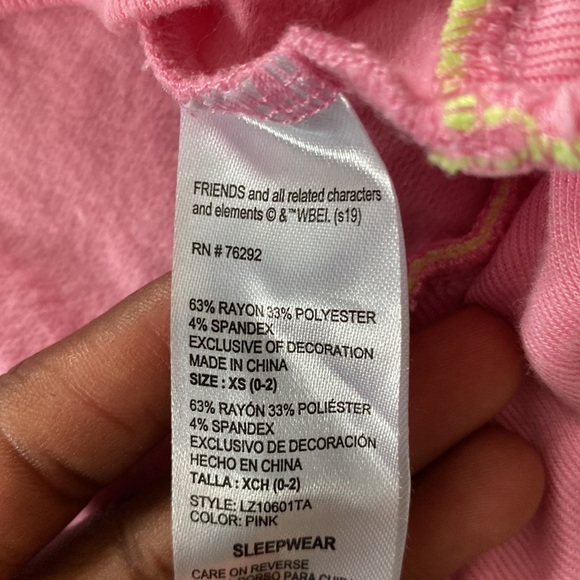 FRIENDS and all related characters
and elements © &™WBEI. (s19)
RN # 76292
63% RAYON 33% POLYESTER
4% SPANDEX
EXCLUSIVE OF DECORATION
MADE IN CHINA
SIZE : XS (0-2)
63% RAYÓN 33% POLIÉSTER
4% SPANDEX
EXCLUSIVO DE DECORACIÓN
HECHO EN CHINA
TALLA : XCH (0-2)
STYLE: LZ10601TA
COLOR: PINK
SLEEPWEAR
CARE ON REVERSE
PARA